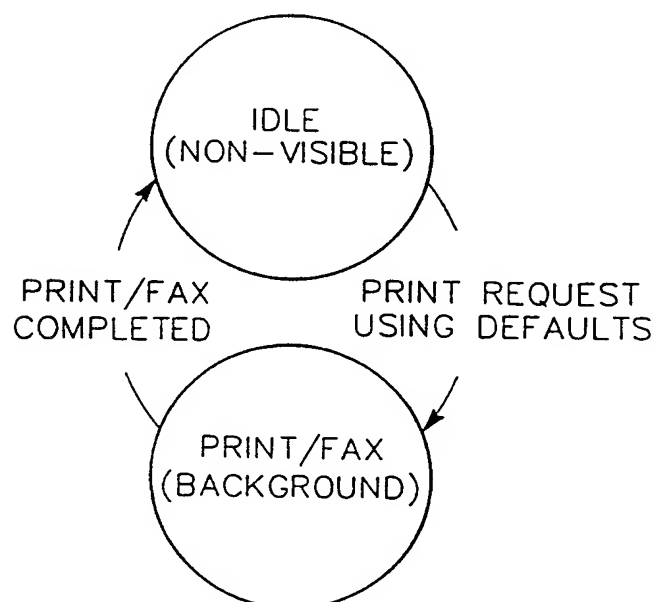 IDLE
(NON-VISIBLE)
PRINT/FAX
COMPLETED
PRINT REQUEST
USING DEFAULTS
PRINT/FAX
(BACKGROUND)